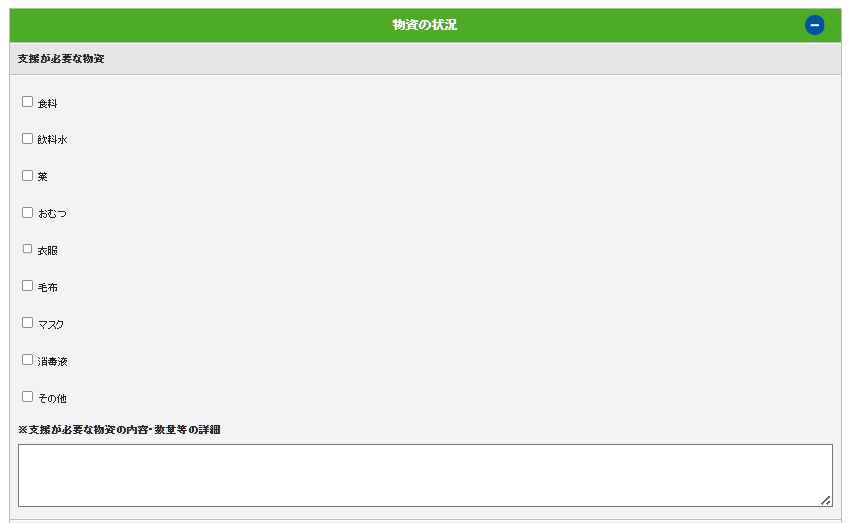 物資の状況
支援が必要な物資
食料
飲料水
薬
おむつ
衣服
毛布
マスク
消毒液
その他
※支援が必要な物資の内容・数量等の詳細